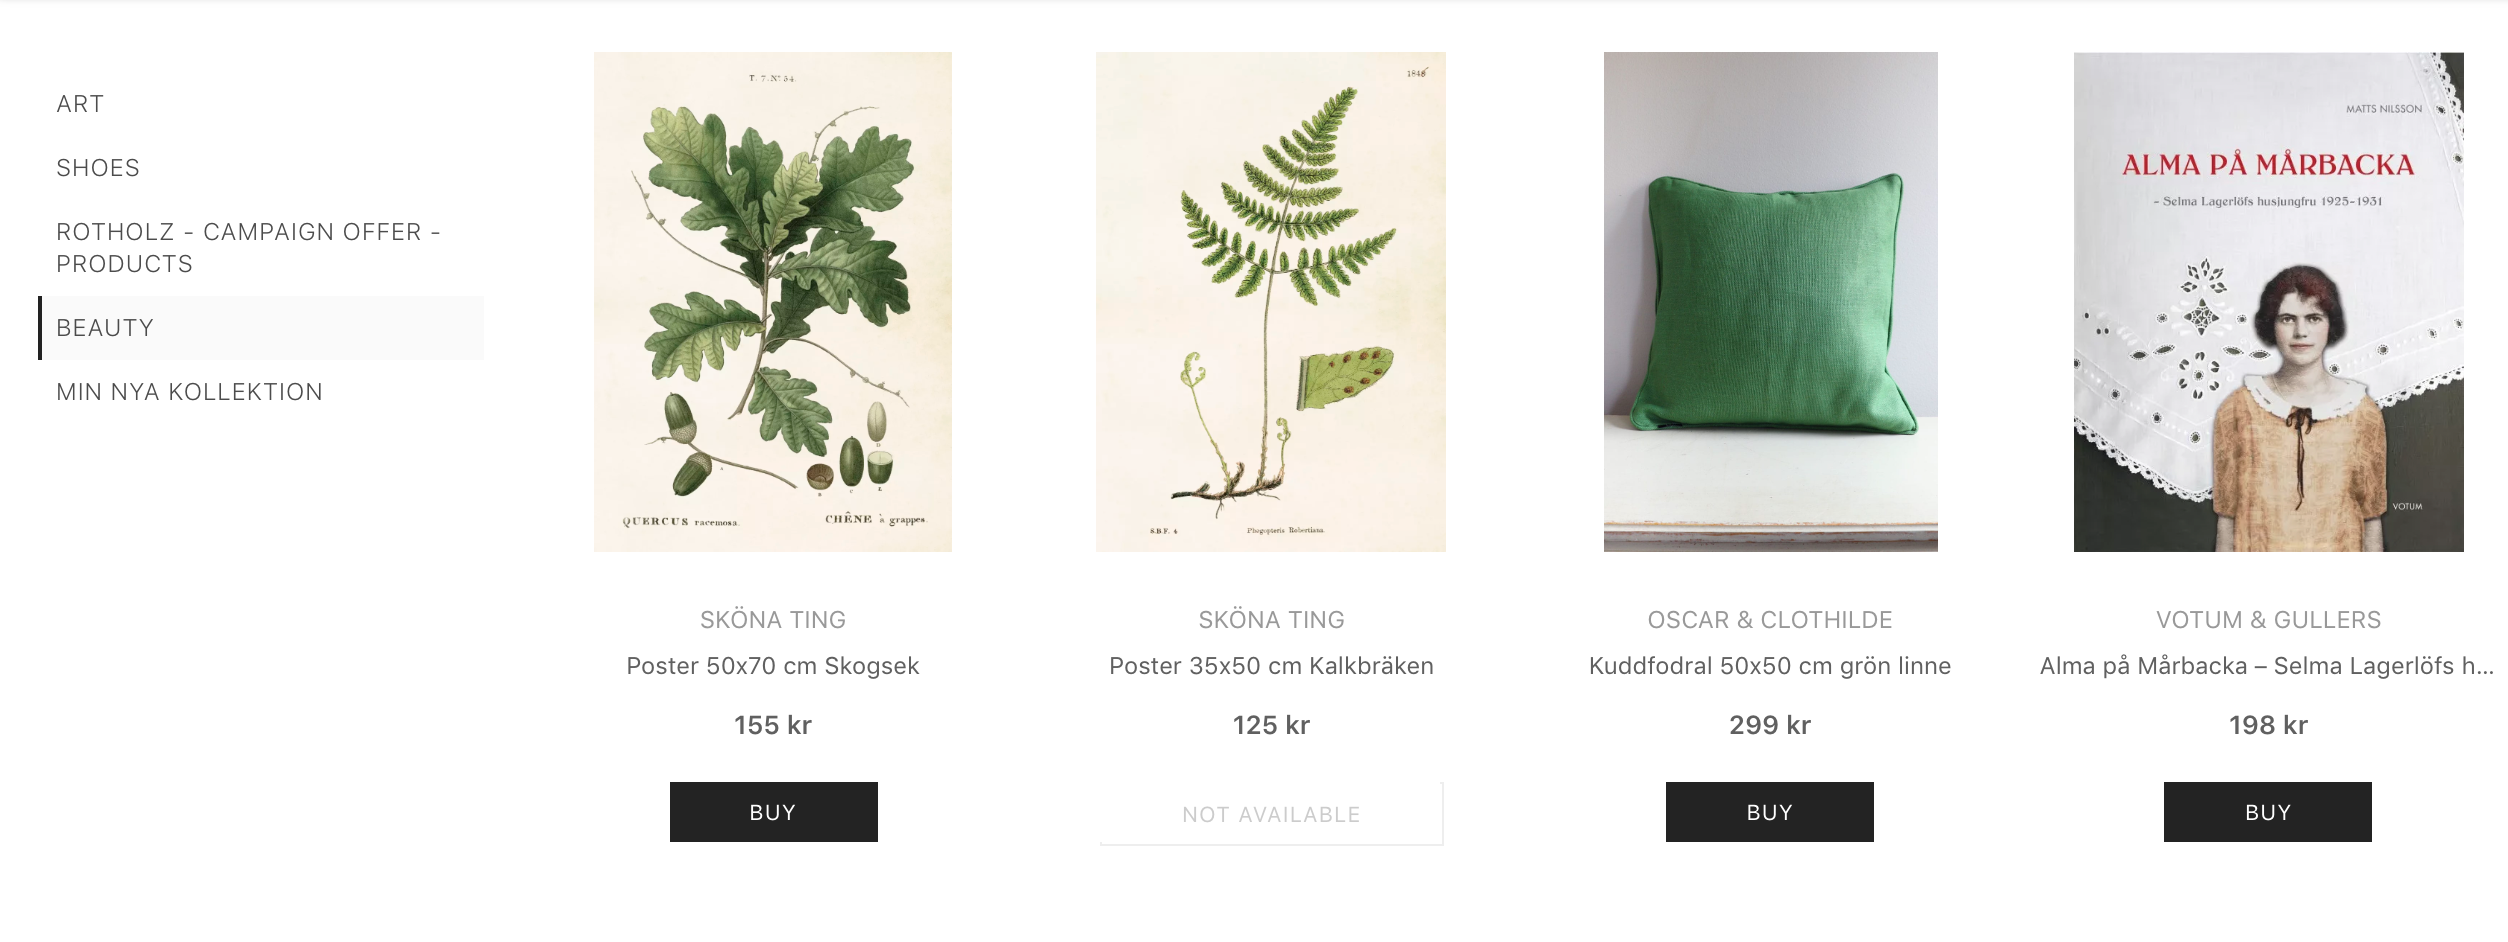 ART
SHOES
ROTHOLZ - CAMPAIGN OFFER -
PRODUCTS
BEAUTY
MIN NYA KOLLEKTION
T. 7. Nº 54.
QUERCUS racemosa.
CHÊNE à grappes.
SKÖNA TING
Poster 50x70 cm Skogsek
155 kr
BUY
1848
S.B.F. 4
Phegopteris Robertiana.
SKÖNA TING
Poster 35x50 cm Kalkbräken
125 kr
NOT AVAILABLE
OSCAR & CLOTHILDE
Kuddfodral 50x50 cm grön linne
299 kr
BUY
MATTS NILSSON
ALMA PÅ MÅRBACKA
- Selma Lagerlöfs husjungfru 1925-1931
VOTUM
VOTUM & GULLERS
Alma på Mårbacka – Selma Lagerlöfs h...
198 kr
BUY